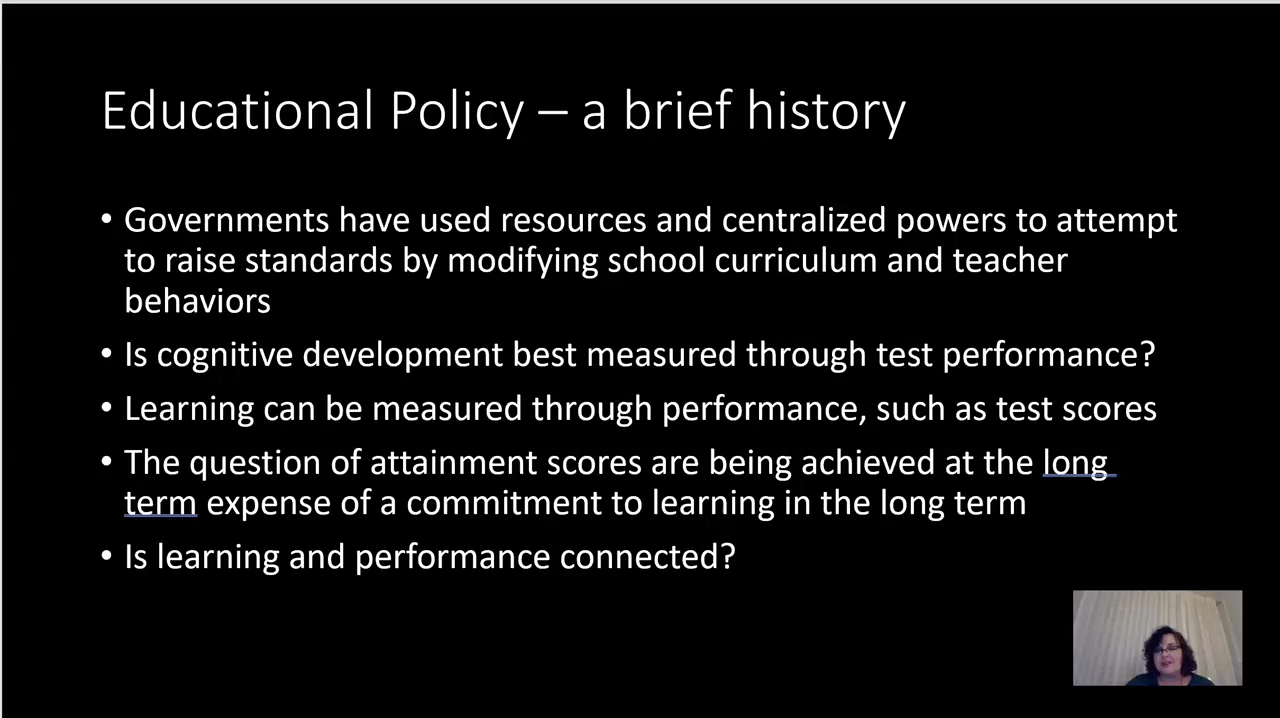 Educational Policy – a brief history
• Governments have used resources and centralized powers to attempt
to raise standards by modifying school curriculum and teacher
behaviors
• Is cognitive development best measured through test performance?
• Learning can be measured through performance, such as test scores
• The question of attainment scores are being achieved at the long
term expense of a commitment to learning in the long term
• Is learning and performance connected?